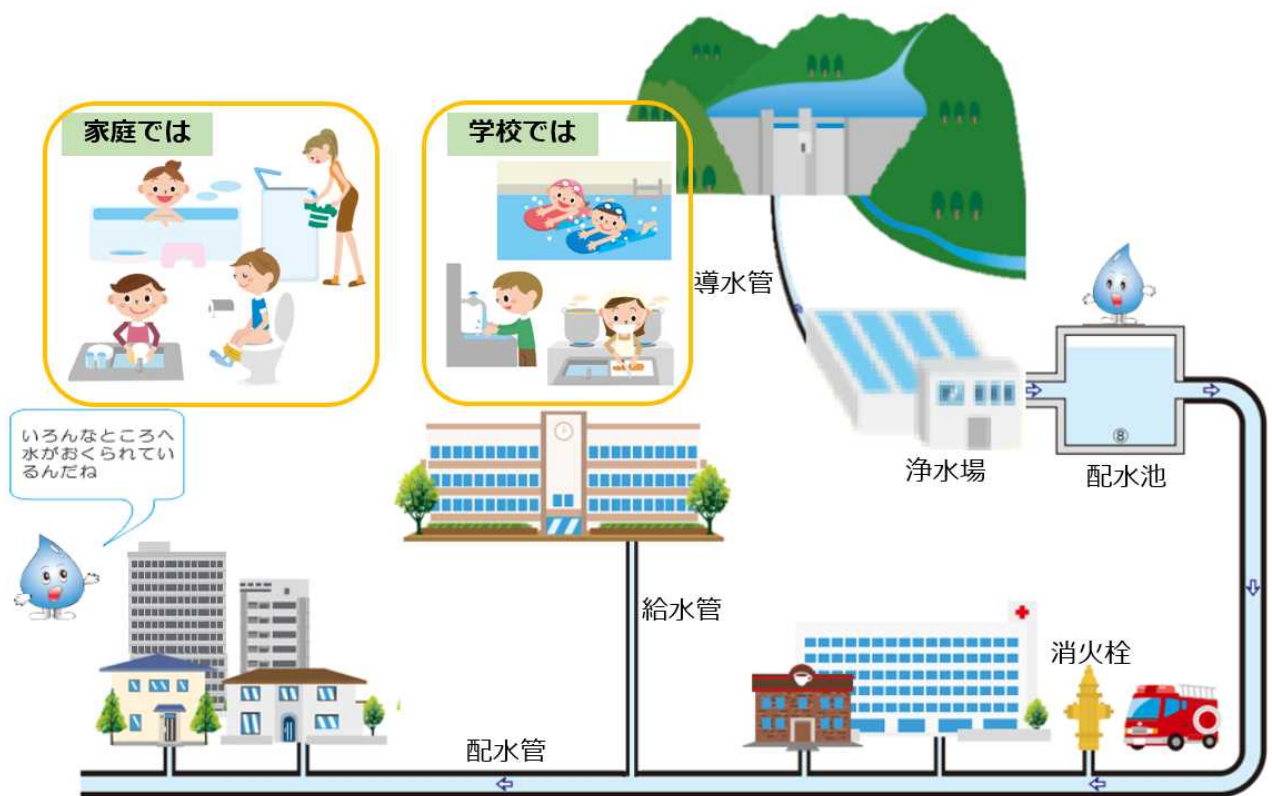 家庭では
学校では
導水管
浄水場
配水池
⑧
いろんなところへ
水がおくられてい
るんだね
給水管
消火栓
配水管